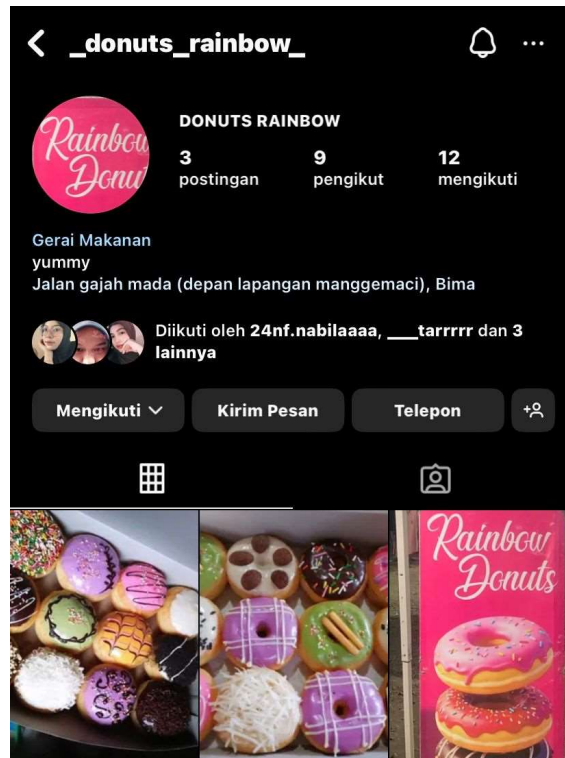 _donuts_rainbow_
Rainbow
Donu
DONUTS RAINBOW
3
postingan
9
pengikut
12
mengikuti
Gerai Makanan
yummy
Jalan gajah mada (depan lapangan manggemaci), Bima
Diikuti oleh 24nf.nabilaaaa, ___tarrrrr dan 3
lainnya
Mengikuti
Kirim Pesan
Telepon
Rainbow
Donuts